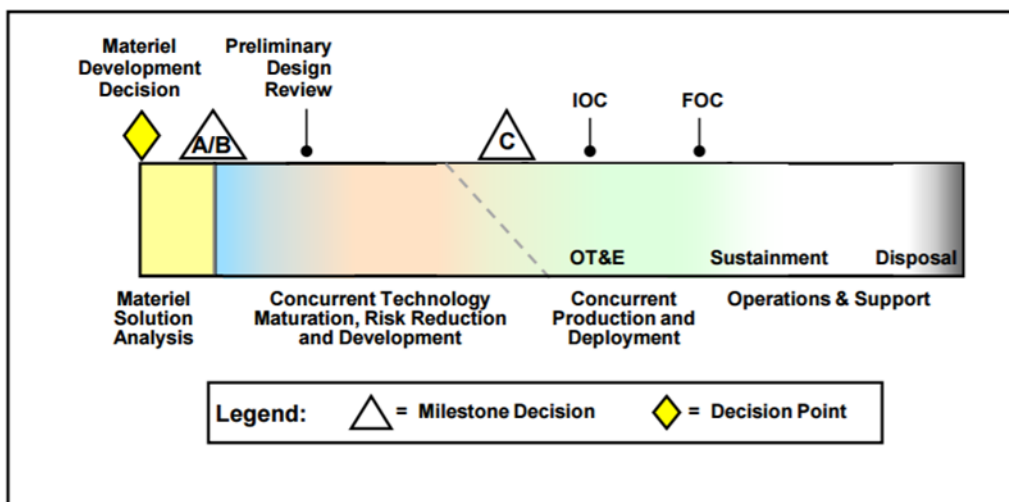 Materiel
Development
Decision
Preliminary
Design
Review
IOC
FOC
A/B
C
OT&E
Sustainment
Disposal
Materiel
Solution
Analysis
Concurrent Technology
Maturation, Risk Reduction
and Development
Concurrent
Production and
Deployment
Operations & Support
Legend:
= Milestone Decision
= Decision Point